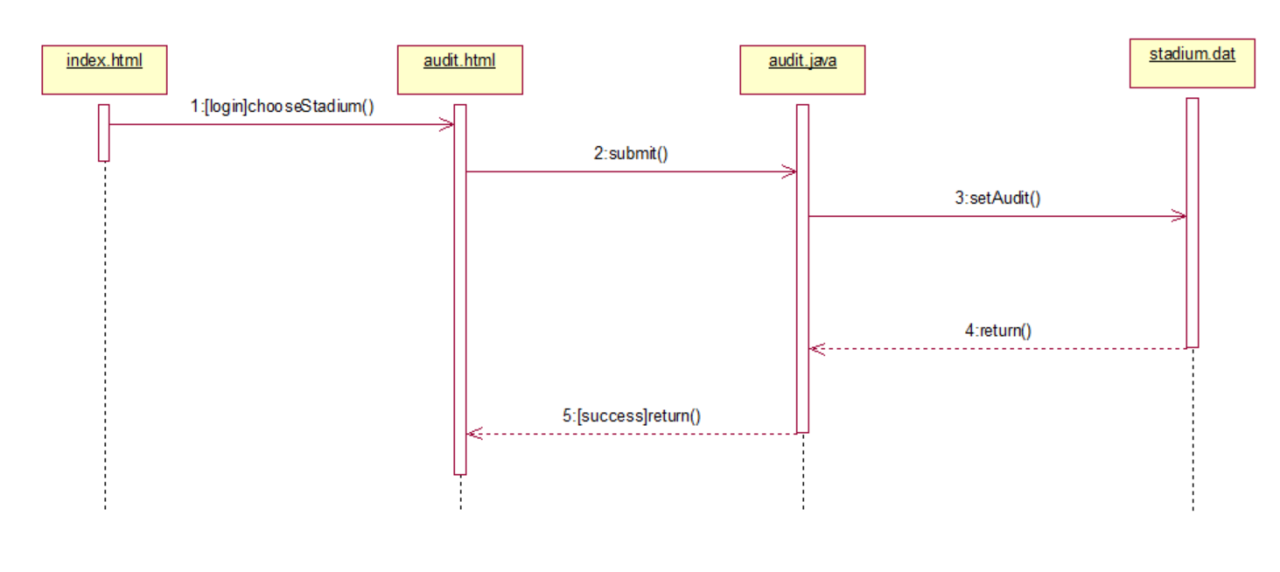 index.html
audit.html
audit.java
stadium.dat
1:[login]chooseStadium()
2:submit()
3:setAudit()
4:return()
5:[success]return()